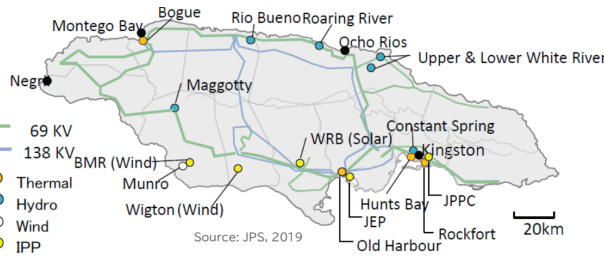 Bogue
Montego Bay
Rio Bueno
Roaring River
Ocho Rios
Upper & Lower White River
Negril
Maggotty
69 KV
138 KV
Constant Spring
WRB (Solar)
Kingston
BMR (Wind)
Munro
Thermal
Hydro
Wind
IPP
Wigton (Wind)
Hunts Bay
JPPC
JEP
Rockfort
Old Harbour
20km
Source: JPS, 2019